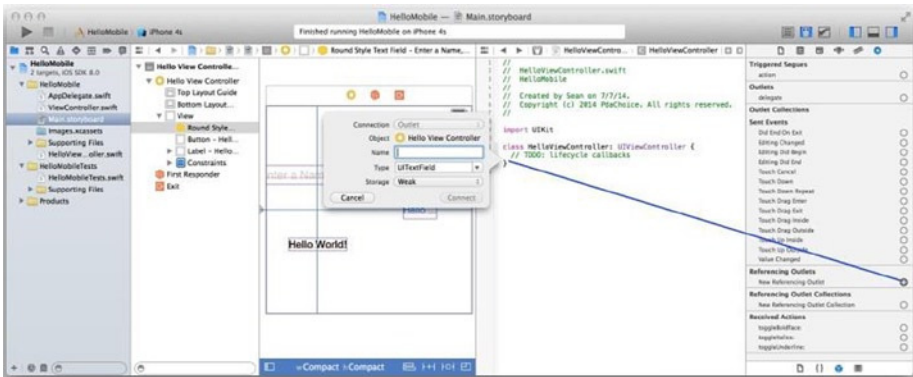 HelloMobile — Main.storyboard
HelloMobile
iPhone 4s
Finished running HelloMobile on iPhone 4s
Round Style Text Field - Enter a Name,...
HelloViewContro...
HelloViewController
HelloMobile
2 targets, iOS SDK 8.0
HelloMobile
AppDelegate.swift
ViewController.swift
Main.storyboard
Images.xcassets
Supporting Files
HelloView...oller.swift
HelloMobileTests
HelloMobileTests.swift
Supporting Files
Products
Hello View Controlle...
Hello View Controller
Top Layout Guide
Bottom Layout...
View
Round Style...
Button - Hell...
Label - Hello...
Constraints
First Responder
Exit
Connection Outlet
Object Hello View Controller
Name
Type UITextField
Storage Weak
Cancel Connect
Hello World!
wCompact hCompact
//
// HelloViewController.swift
// HelloMobile
//
// Created by Sean on 7/7/14.
// Copyright (c) 2014 PdaChoice. All rights reserved.
//
import UIKit
class HelloViewController: UIViewController {
// TODO: lifecycle callbacks
}
Triggered Segues
action
Outlets
delegate
Outlet Collections
Sent Events
Did End On Exit
Editing Changed
Editing Did Begin
Editing Did End
Touch Cancel
Touch Down
Touch Down Repeat
Touch Drag Enter
Touch Drag Exit
Touch Drag Inside
Touch Drag Outside
Touch Up Inside
Touch Up Outside
Value Changed
Referencing Outlets
New Referencing Outlet
Referencing Outlet Collections
New Referencing Outlet Collection
Received Actions
toggleBoldface:
toggleItalics:
toggleUnderline: